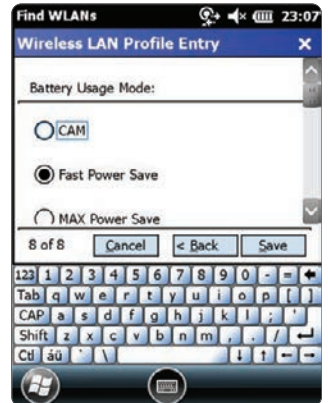 Find WLANs 23:07
Wireless LAN Profile Entry
Battery Usage Mode:
CAM
Fast Power Save
MAX Power Save
8 of 8 Cancel < Back Save
123 1 2 3 4 5 6 7 8 9 0 - =
Tab q w e r t y u i o p [ ]
CAP a s d f g h j k l ; '
Shift z x c v b n m , . /
Ctl áü ` \